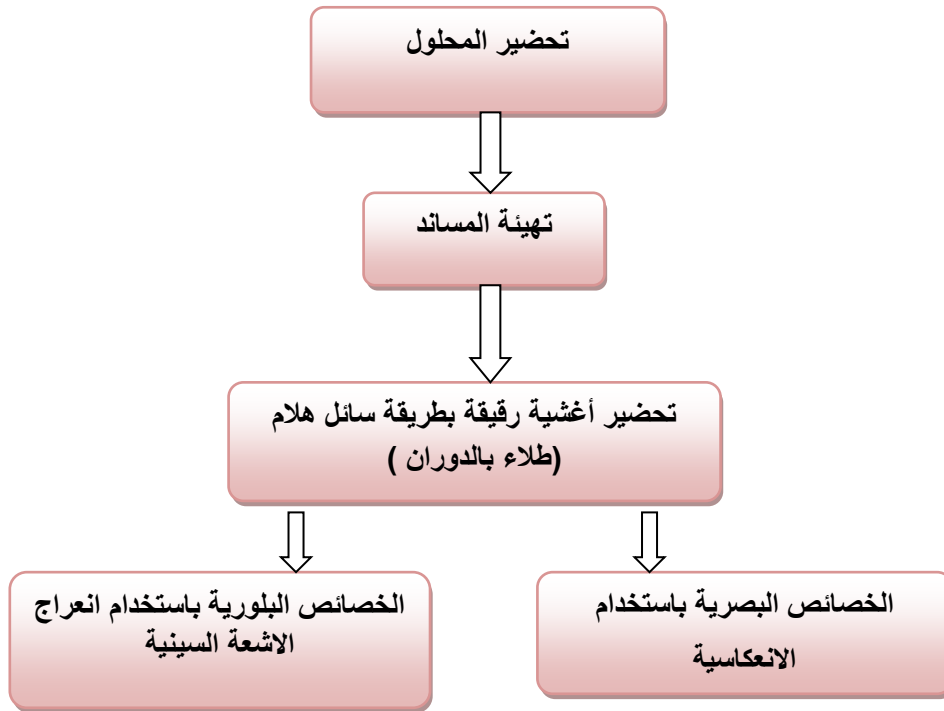 تحضير المحلول
تهيئة المساند
تحضير أغشية رقيقة بطريقة سائل هلام
(طلاء بالدوران )
الخصائص البصرية باستخدام
الانعكاسية
الخصائص البلورية باستخدام انعراج
الاشعة السينية